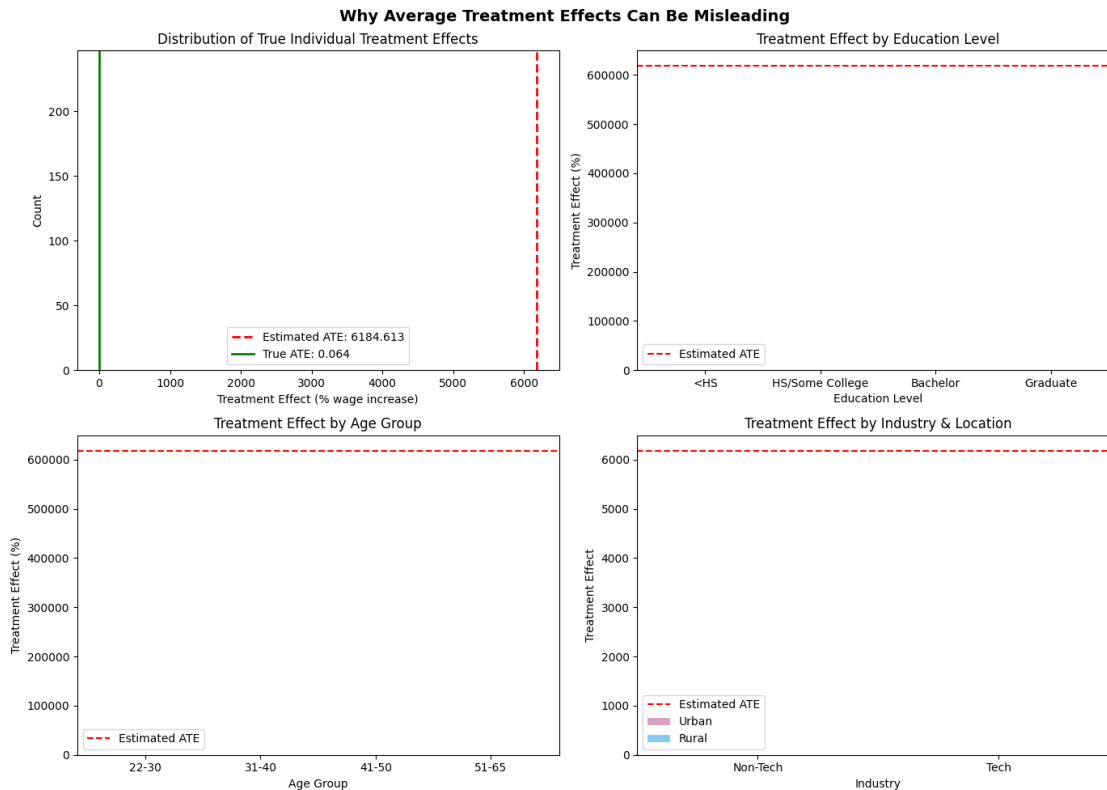 Why Average Treatment Effects Can Be Misleading
Distribution of True Individual Treatment Effects
Count
200
150
100
50
0
Estimated ATE: 6184.613
True ATE: 0.064
0 1000 2000 3000 4000 5000 6000
Treatment Effect (% wage increase)
Treatment Effect by Education Level
Treatment Effect (%)
600000
500000
400000
300000
200000
100000
0
Estimated ATE
<HS HS/Some College Bachelor Graduate
Education Level
Treatment Effect by Age Group
Treatment Effect (%)
600000
500000
400000
300000
200000
100000
0
Estimated ATE
22-30 31-40 41-50 51-65
Age Group
Treatment Effect by Industry & Location
Treatment Effect
6000
5000
4000
3000
2000
1000
0
Estimated ATE
Urban
Rural
Non-Tech Tech
Industry